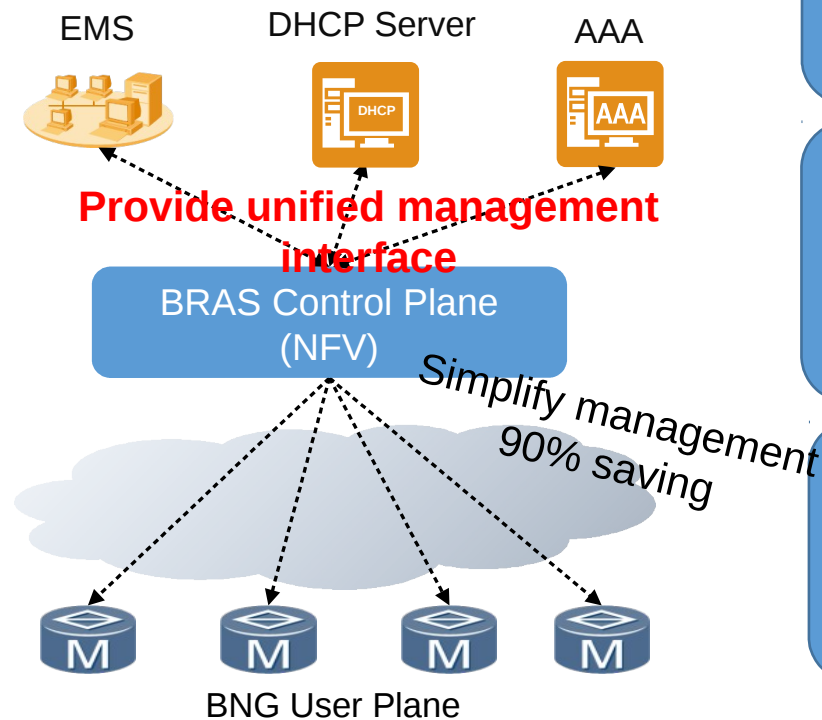 EMS
DHCP Server
AAA
DHCP
AAA
Provide unified management
interface
BRAS Control Plane
(NFV)
Simplify management
90% saving
M
M
M
M
BNG User Plane